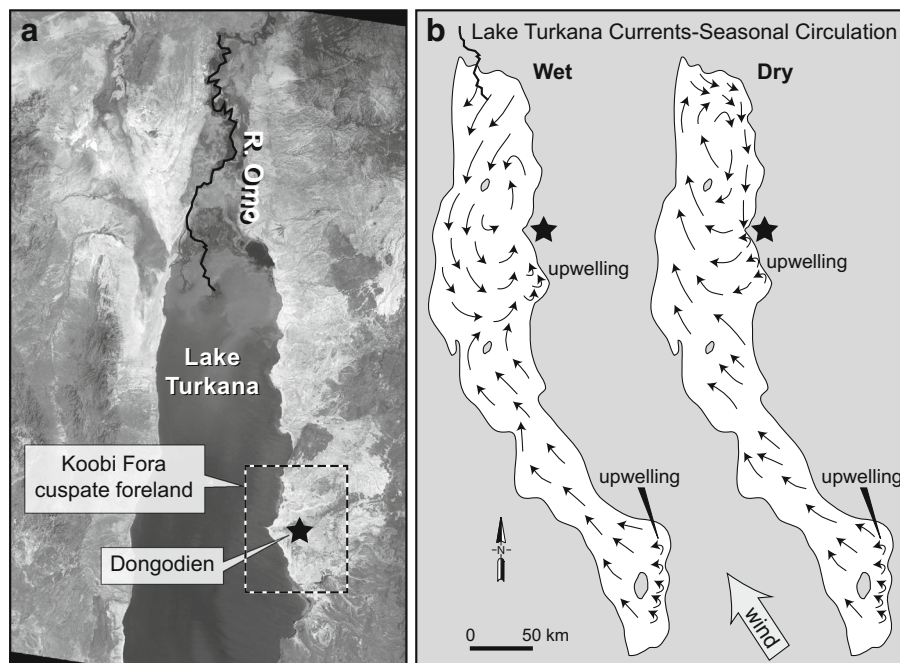 a
R. Omo
Lake
Turkana
Koobi Fora
cuspate foreland
Dongodien
b
Lake Turkana Currents-Seasonal Circulation
Wet
Dry
upwelling
upwelling
upwelling
upwelling
-N-
0 50 km
wind